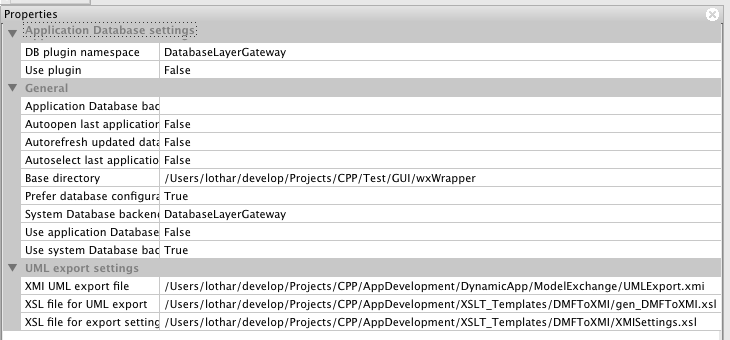 Properties
Application Database settings
DB plugin namespace DatabaseLayerGateway
Use plugin False
General
Application Database bac
Autoopen last application False
Autorefresh updated data False
Autoselect last applicatio False
Base directory /Users/lothar/develop/Projects/CPP/Test/GUI/wxWrapper
Prefer database configura True
System Database backen DatabaseLayerGateway
Use application Database False
Use system Database bac True
UML export settings
XMI UML export file /Users/lothar/develop/Projects/CPP/AppDevelopment/DynamicApp/ModelExchange/UMLExport.xmi
XSL file for UML export /Users/lothar/develop/Projects/CPP/AppDevelopment/XSLT_Templates/DMFToXMI/gen_DMFToXMI.xsl
XSL file for export setting /Users/lothar/develop/Projects/CPP/AppDevelopment/XSLT_Templates/DMFToXMI/XMISettings.xsl